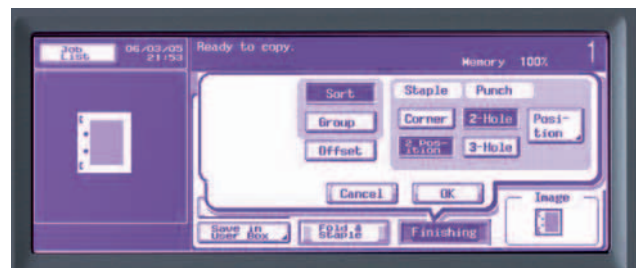 Job
List
06/03/05
21:53
Ready to copy.
Memory 100%
1
Sort
Group
Offset
Staple Punch
Corner 2-Hole
2 Pos-
ition
3-Hole
Posi-
tion
Cancel OK
Image
Save in
User Box
Fold &
Staple
Finishing